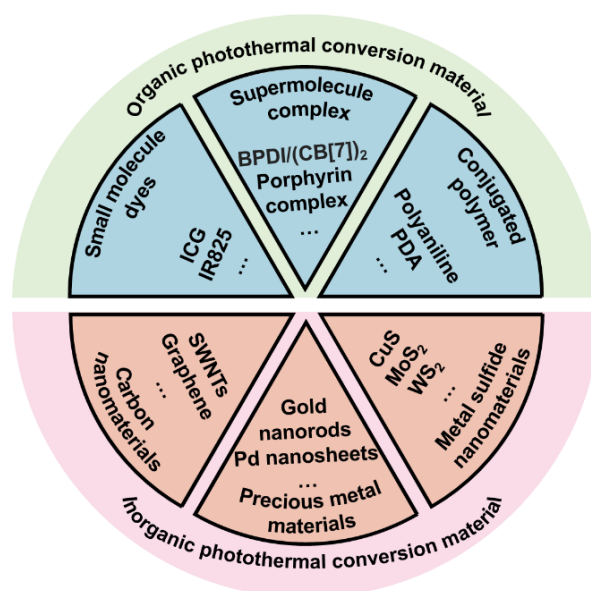 Organic photothermal conversion material
Small molecule
dyes
ICG
IR825
...
Supermolecule
complex
BPDI/(CB[7])₂
Porphyrin
complex
...
Conjugated
polymer
Polyaniline
PDA
...
SWNTs
Graphene
...
Carbon
nanomaterials
Gold
nanorods
Pd nanosheets
...
Precious metal
materials
CuS
MoS₂
WS₂
...
Metal sulfide
nanomaterials
Inorganic photothermal conversion material